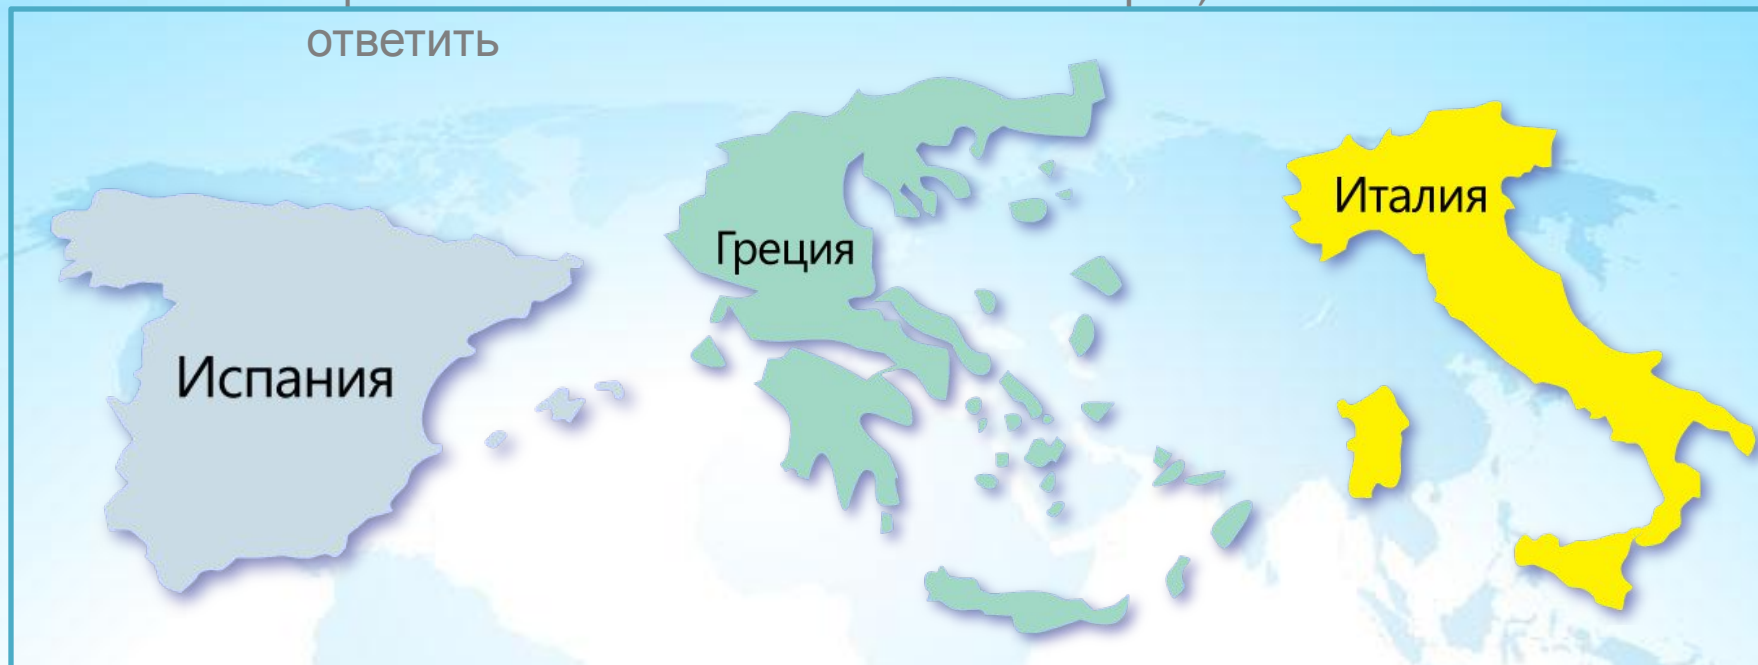 ответить
Италия
Греция
Испания